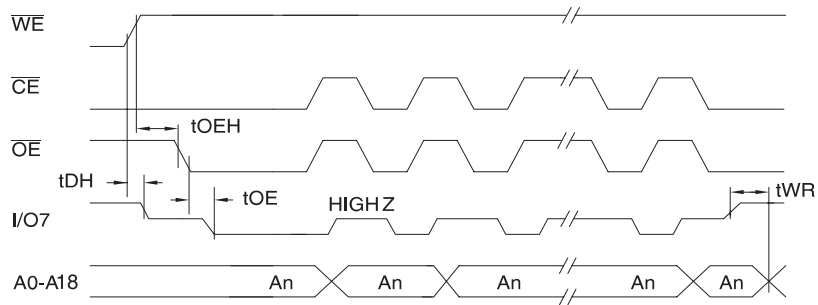 WE
CE
tOEH
OE
tDH
tOE
tWR
I/O7
HIGH Z
A0-A18 An An An An An